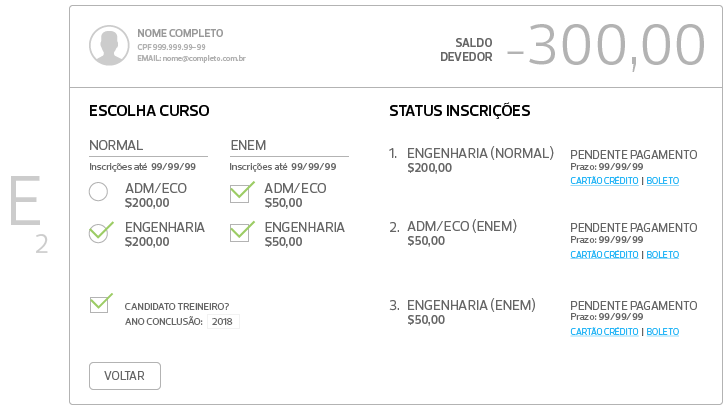 E
2
NOME COMPLETO
CPF 999.999.99-99
EMAIL: nome@completo.com.br
SALDO
DEVEDOR
-300,00
ESCOLHA CURSO
NORMAL
Inscrições até 99/99/99
ADM/ECO
$200,00
ENGENHARIA
$200,00
ENEM
Inscrições até 99/99/99
ADM/ECO
$50,00
ENGENHARIA
$50,00
CANDIDATO TREINEIRO?
ANO CONCLUSÃO: 2018
VOLTAR
STATUS INSCRIÇÕES
1. ENGENHARIA (NORMAL)
$200,00
PENDENTE PAGAMENTO
Prazo: 99/99/99
CARTÃO CRÉDITO | BOLETO
2. ADM/ECO (ENEM)
$50,00
PENDENTE PAGAMENTO
Prazo: 99/99/99
CARTÃO CRÉDITO | BOLETO
3. ENGENHARIA (ENEM)
$50,00
PENDENTE PAGAMENTO
Prazo: 99/99/99
CARTÃO CRÉDITO | BOLETO